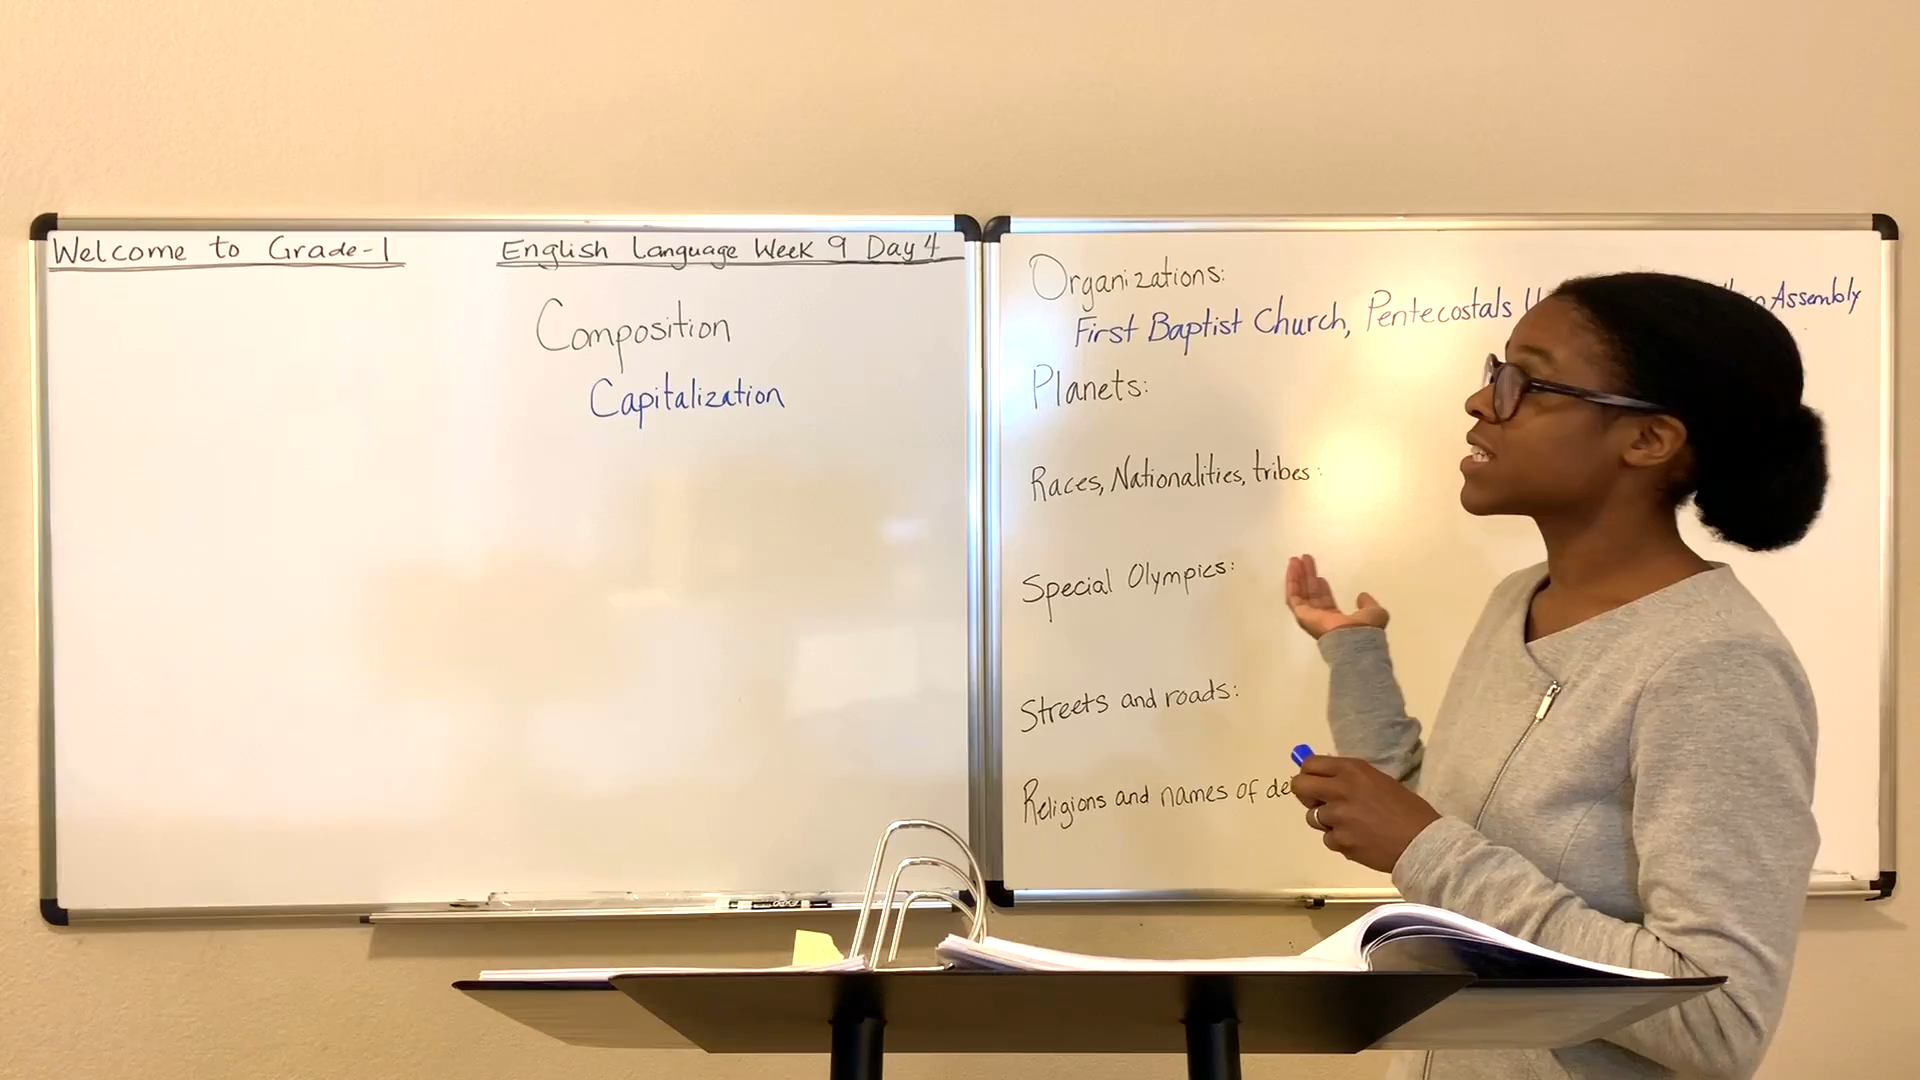 Welcome to Grade-1
English Language Week 9 Day 4
Composition
Capitalization
Organizations:
First Baptist Church, Pentecostals Assembly
Planets:
Races, Nationalities, tribes:
Special Olympics:
Streets and roads:
Religions and names of